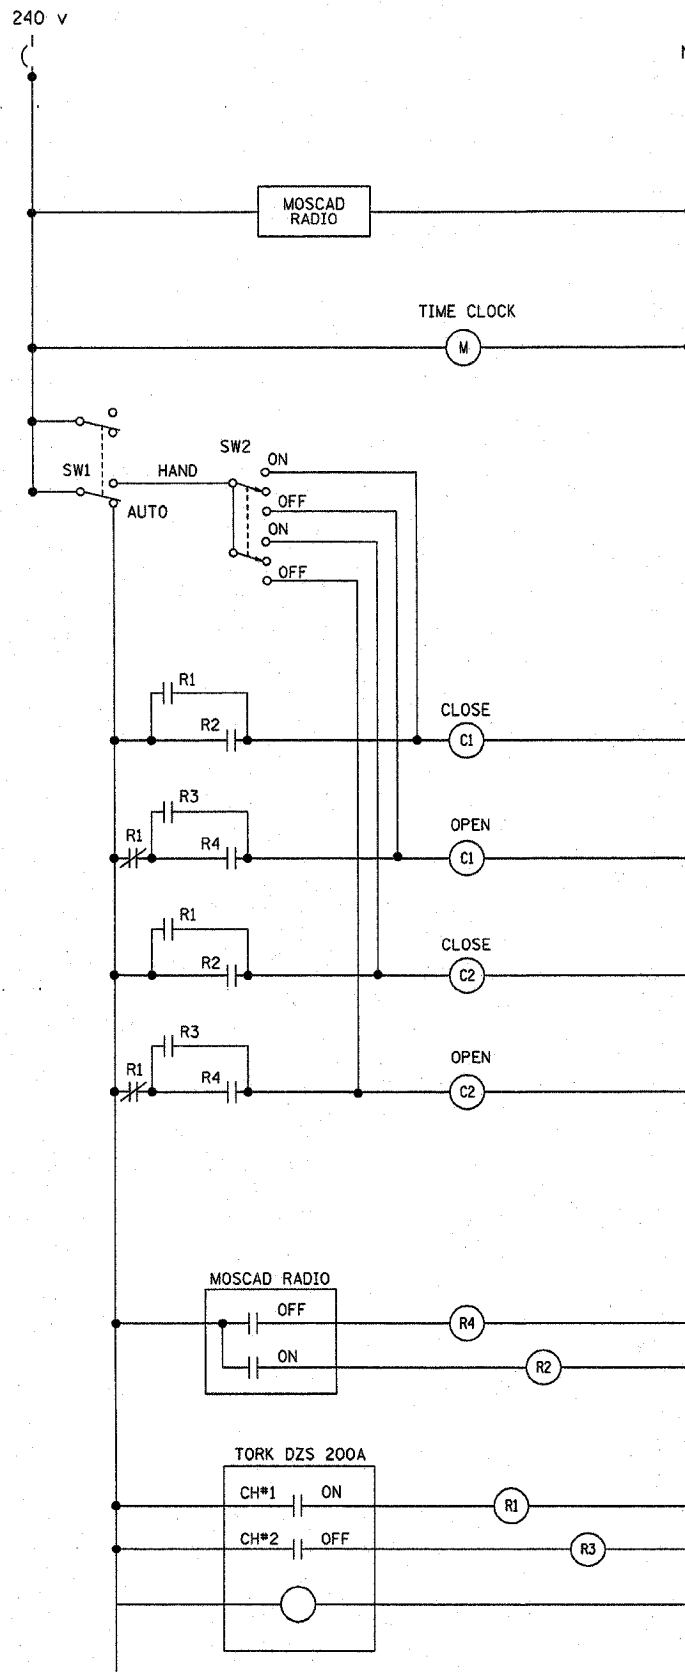 240 V
MOSCAD
RADIO
TIME CLOCK
M
SW1
HAND
AUTO
SW2
ON
OFF
ON
OFF
R1
R2
CLOSE
C1
R1
R3
R4
OPEN
C1
R1
R2
CLOSE
C2
R1
R3
R4
OPEN
C2
MOSCAD RADIO
OFF
R4
ON
R2
TORK DZS 200A
CH#1 ON
R1
CH#2 OFF
R3